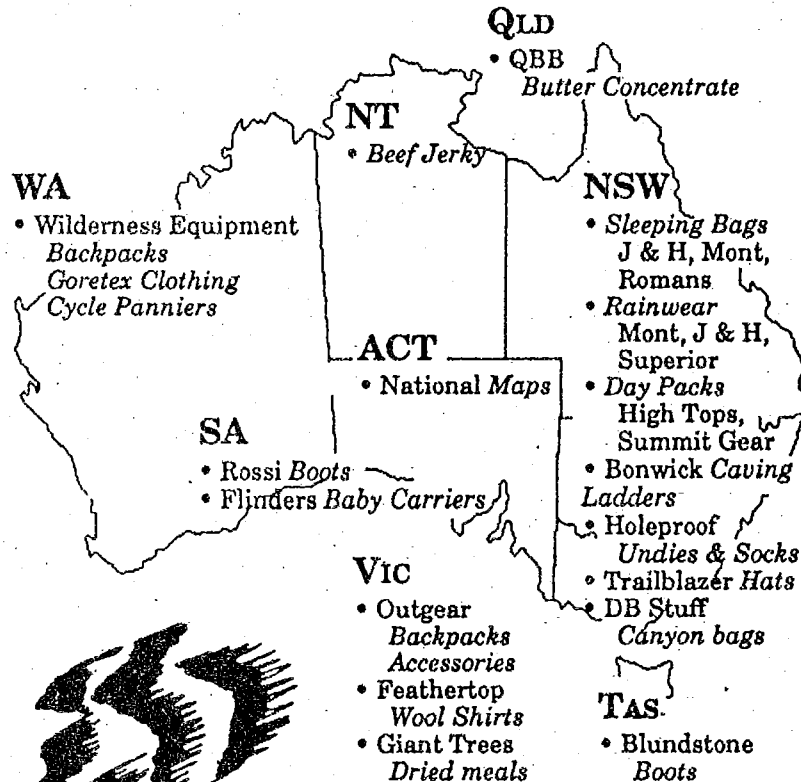 QLD
• QBB
Butter Concentrate
NT
• Beef Jerky
WA
• Wilderness Equipment
Backpacks
Goretex Clothing
Cycle Panniers
NSW
• Sleeping Bags
J & H, Mont,
Romans
• Rainwear
Mont, J & H,
Superior
• Day Packs
High Tops,
Summit Gear
• Bonwick Caving
Ladders
• Holeproof
Undies & Socks
• Trailblazer Hats
• DB Stuff
Canyon bags
ACT
• National Maps
SA
• Rossi Boots
• Flinders Baby Carriers
VIC
• Outgear
Backpacks
Accessories
• Feathertop
Wool Shirts
• Giant Trees
Dried meals
TAS
• Blundstone
Boots